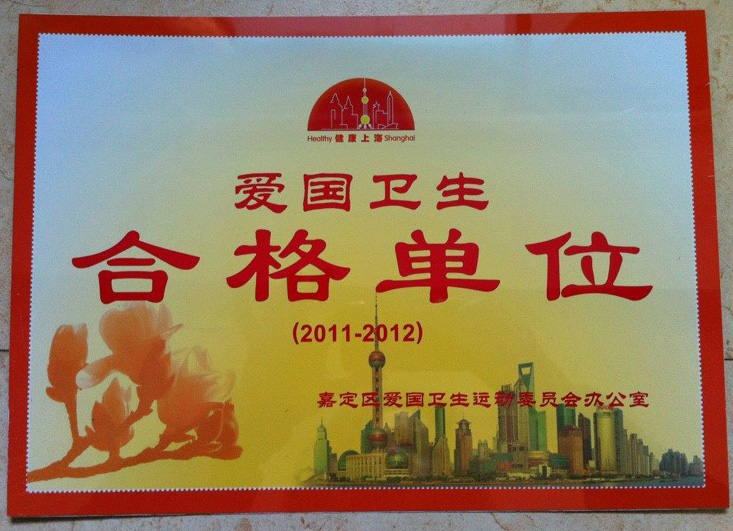 Healthy 健康上海 Shanghai
爱国卫生
合格单位
(2011-2012)
嘉定区爱国卫生运动委员会办公室